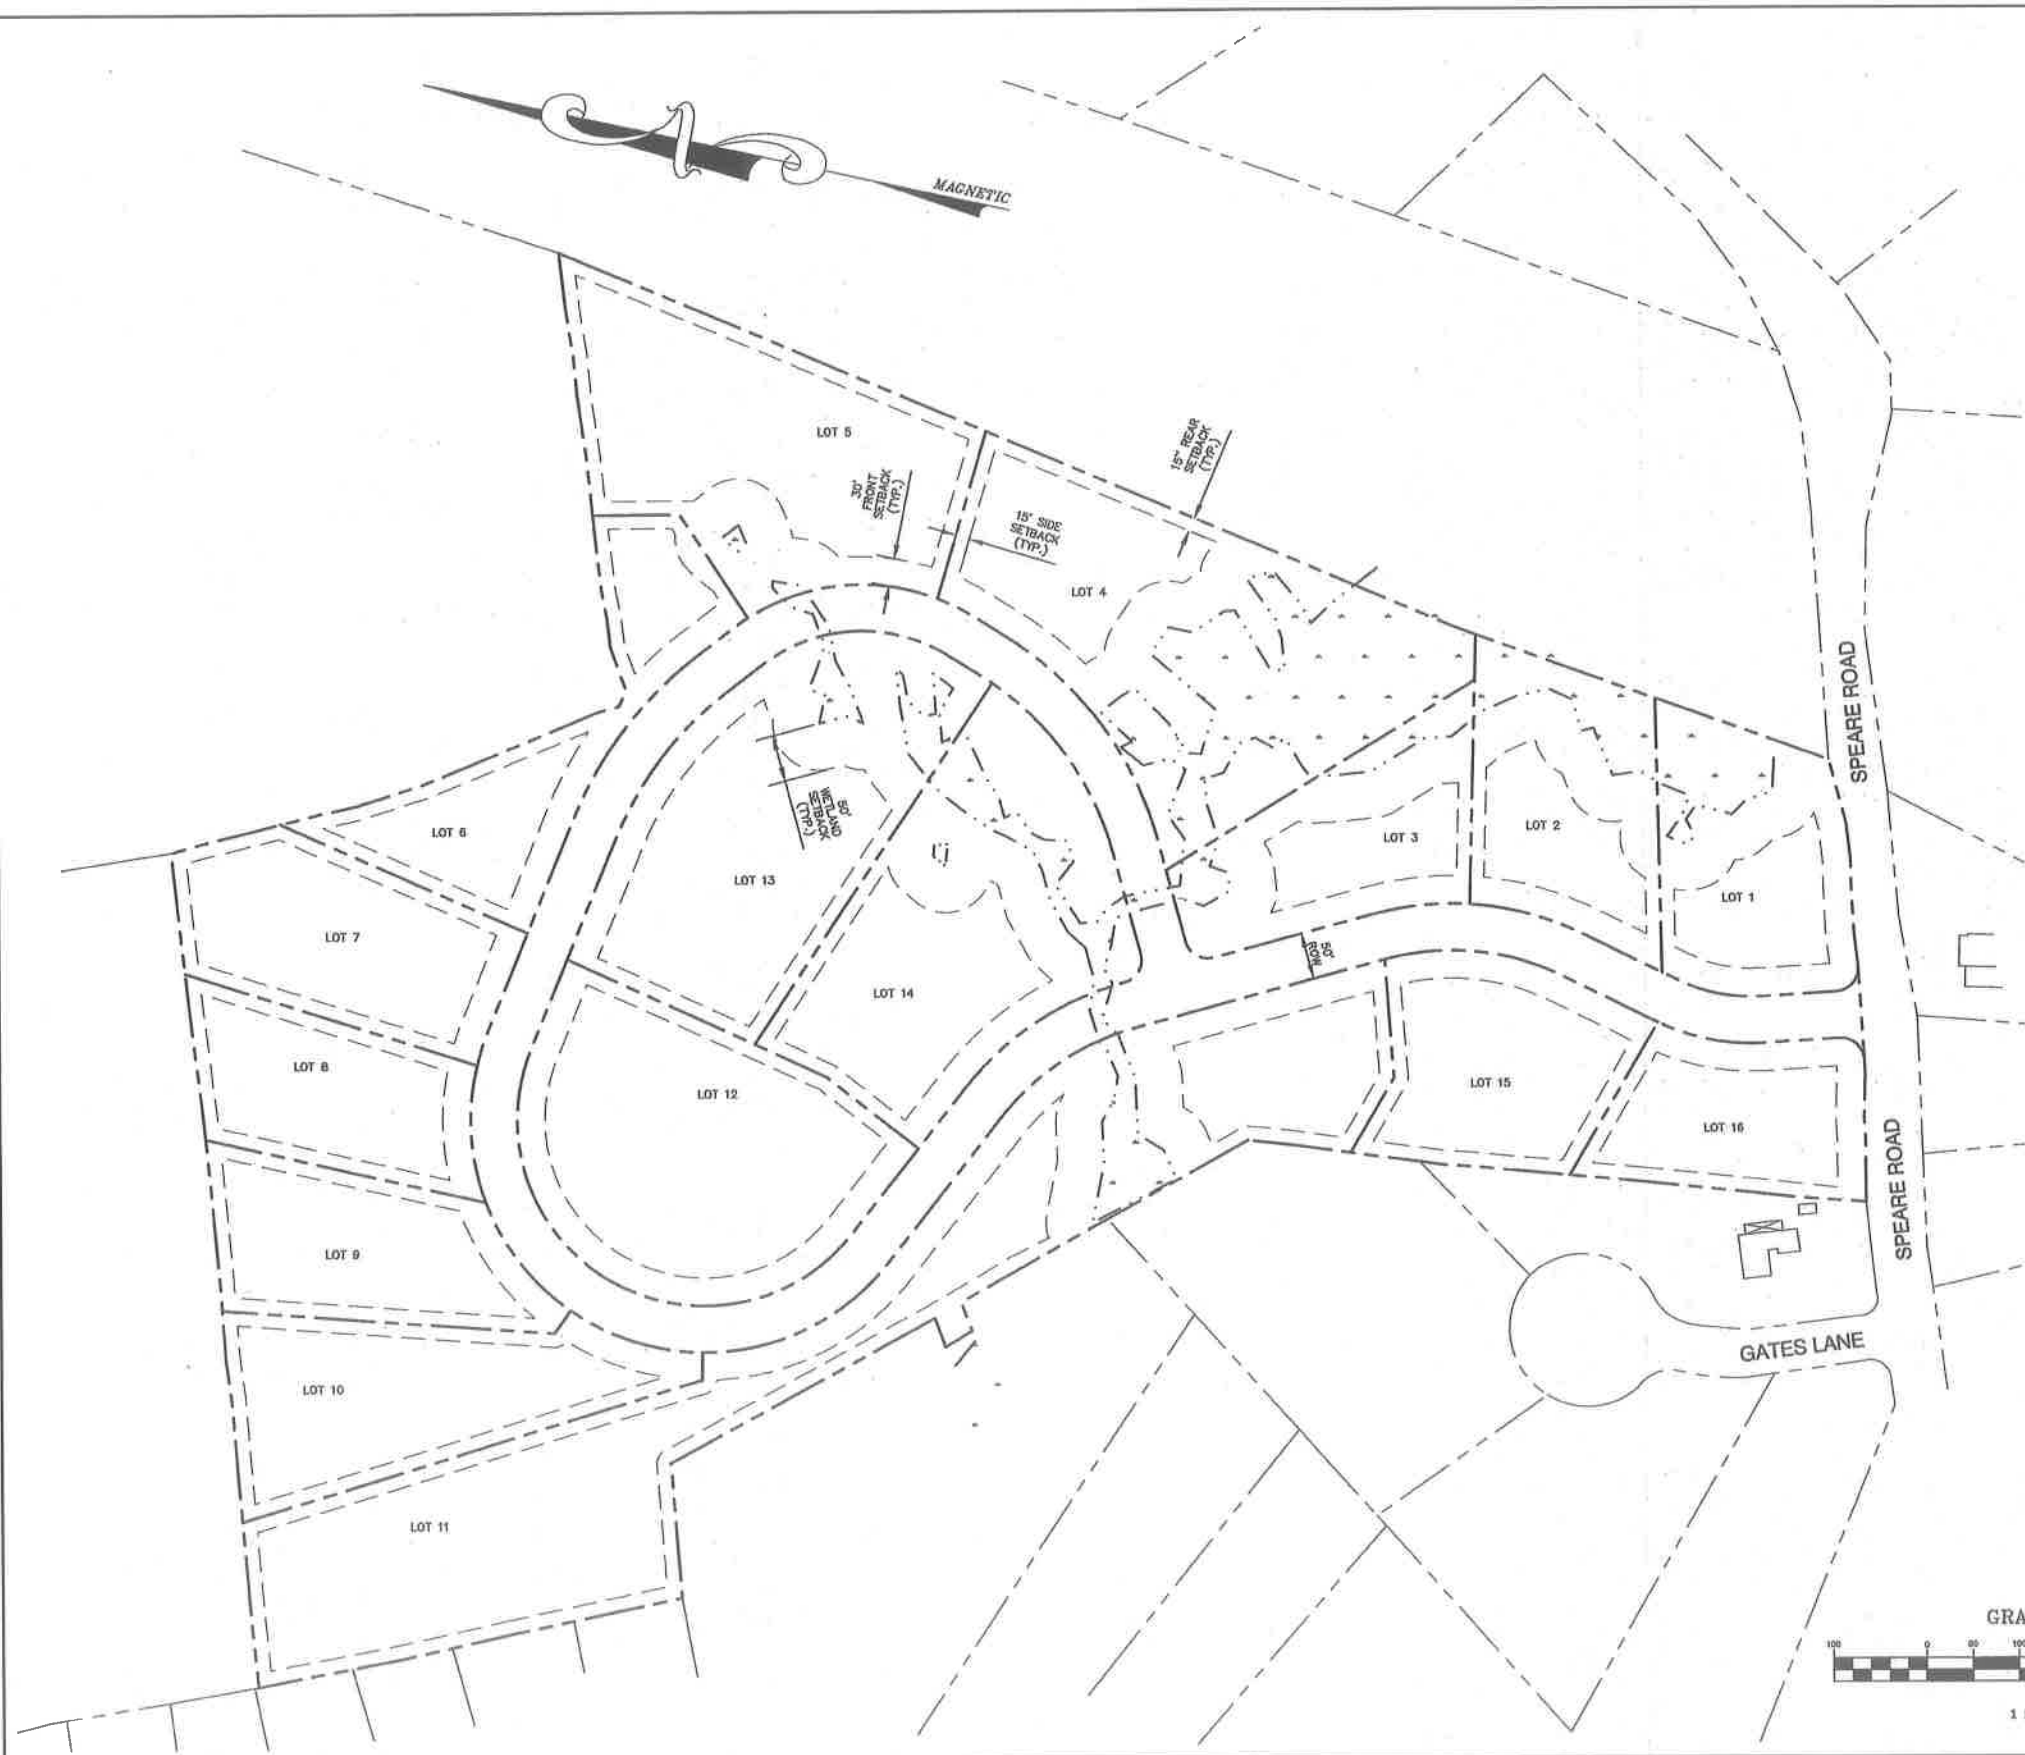 MAGNETIC
LOT 5
30'
FRONT
SETBACK
(TYP.)
15' REAR
SETBACK
(TYP.)
15' SIDE
SETBACK
(TYP.)
LOT 4
SPEARE ROAD
LOT 6
50'
WETLAND
SETBACK
(TYP.)
LOT 3
LOT 2
LOT 13
LOT 1
LOT 7
50'
ROW
LOT 14
LOT 8
LOT 12
LOT 15
LOT 16
SPEARE ROAD
LOT 9
GATES LANE
LOT 10
LOT 11
GRA
100 0 50 100
1